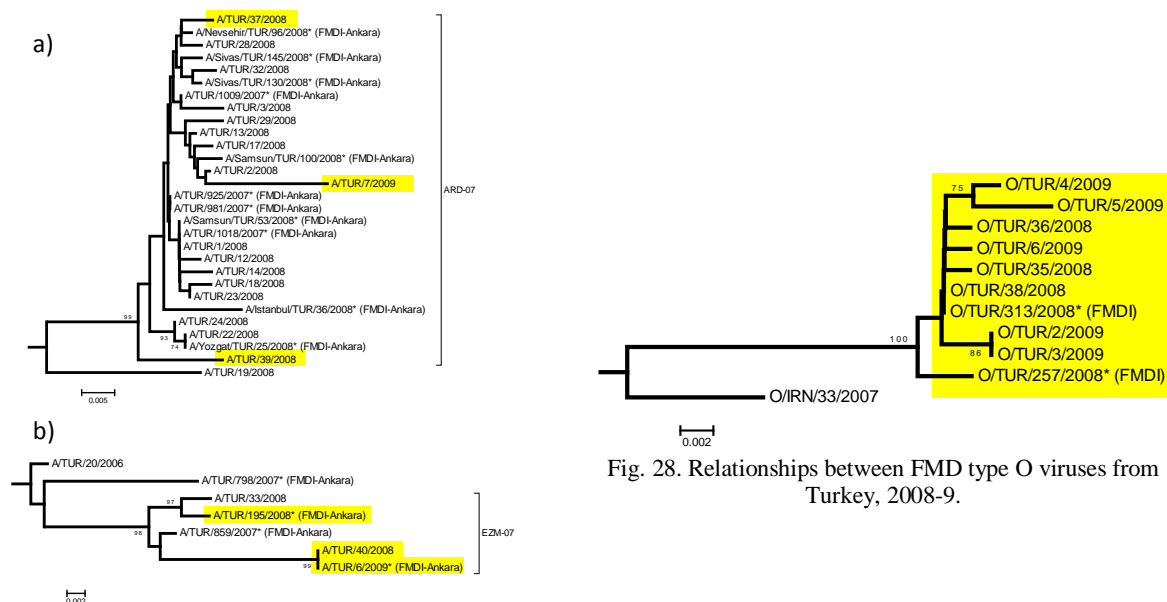 a)
A/TUR/37/2008
A/Nevsehir/TUR/96/2008* (FMDI-Ankara)
A/TUR/28/2008
A/Sivas/TUR/145/2008* (FMDI-Ankara)
A/TUR/32/2008
A/Sivas/TUR/130/2008* (FMDI-Ankara)
A/TUR/1009/2007* (FMDI-Ankara)
A/TUR/3/2008
A/TUR/29/2008
A/TUR/13/2008
A/TUR/17/2008
A/Samsun/TUR/100/2008* (FMDI-Ankara)
A/TUR/2/2008
A/TUR/7/2009
A/TUR/925/2007* (FMDI-Ankara)
A/TUR/981/2007* (FMDI-Ankara)
A/Samsun/TUR/53/2008* (FMDI-Ankara)
A/TUR/1018/2007* (FMDI-Ankara)
A/TUR/1/2008
A/TUR/12/2008
A/TUR/14/2008
A/TUR/18/2008
A/TUR/23/2008
A/Istanbul/TUR/36/2008* (FMDI-Ankara)
A/TUR/24/2008
A/TUR/22/2008
A/Yozgat/TUR/25/2008* (FMDI-Ankara)
A/TUR/39/2008
A/TUR/19/2008
99
93
74
ARD-07
0.005
b)
A/TUR/20/2006
A/TUR/798/2007* (FMDI-Ankara)
A/TUR/33/2008
A/TUR/195/2008* (FMDI-Ankara)
A/TUR/859/2007* (FMDI-Ankara)
A/TUR/40/2008
A/TUR/6/2009* (FMDI-Ankara)
97
98
99
EZM-07
0.002
75
O/TUR/4/2009
O/TUR/5/2009
O/TUR/36/2008
O/TUR/6/2009
O/TUR/35/2008
O/TUR/38/2008
O/TUR/313/2008* (FMDI)
O/TUR/2/2009
O/TUR/3/2009
O/TUR/257/2008* (FMDI)
100
86
O/IRN/33/2007
0.002
Fig. 28. Relationships between FMD type O viruses from
Turkey, 2008-9.